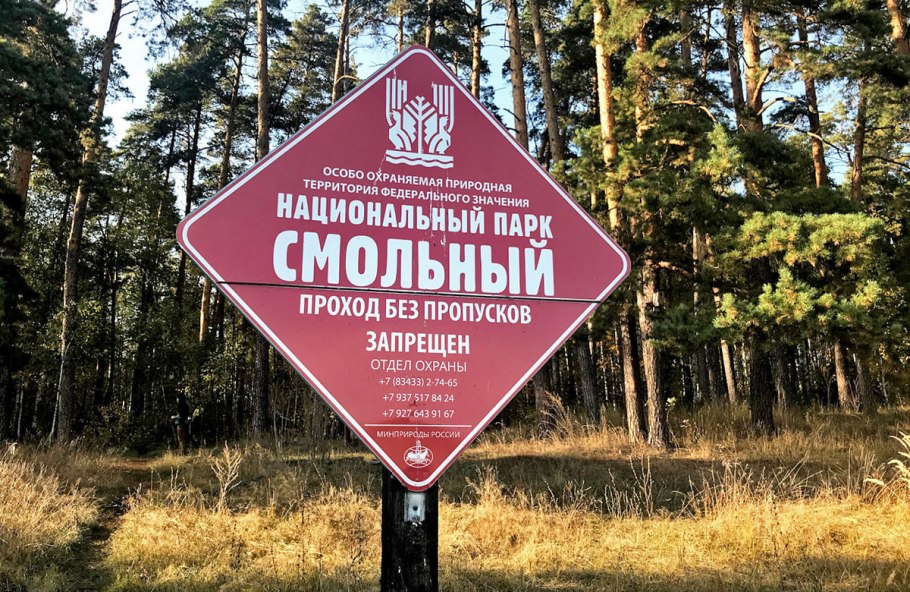 ОСОБО ОХРАНЯЕМАЯ ПРИРОДНАЯ
ТЕРРИТОРИЯ ФЕДЕРАЛЬНОГО ЗНАЧЕНИЯ
НАЦИОНАЛЬНЫЙ ПАРК
СМОЛЬНЫЙ
ПРОХОД БЕЗ ПРОПУСКОВ
ЗАПРЕЩЕН
ОТДЕЛ ОХРАНЫ
+7 (83433) 2-74-65
+7 937 517 84 24
+7 927 643 91 67
МИНПРИРОДЫ РОССИИ